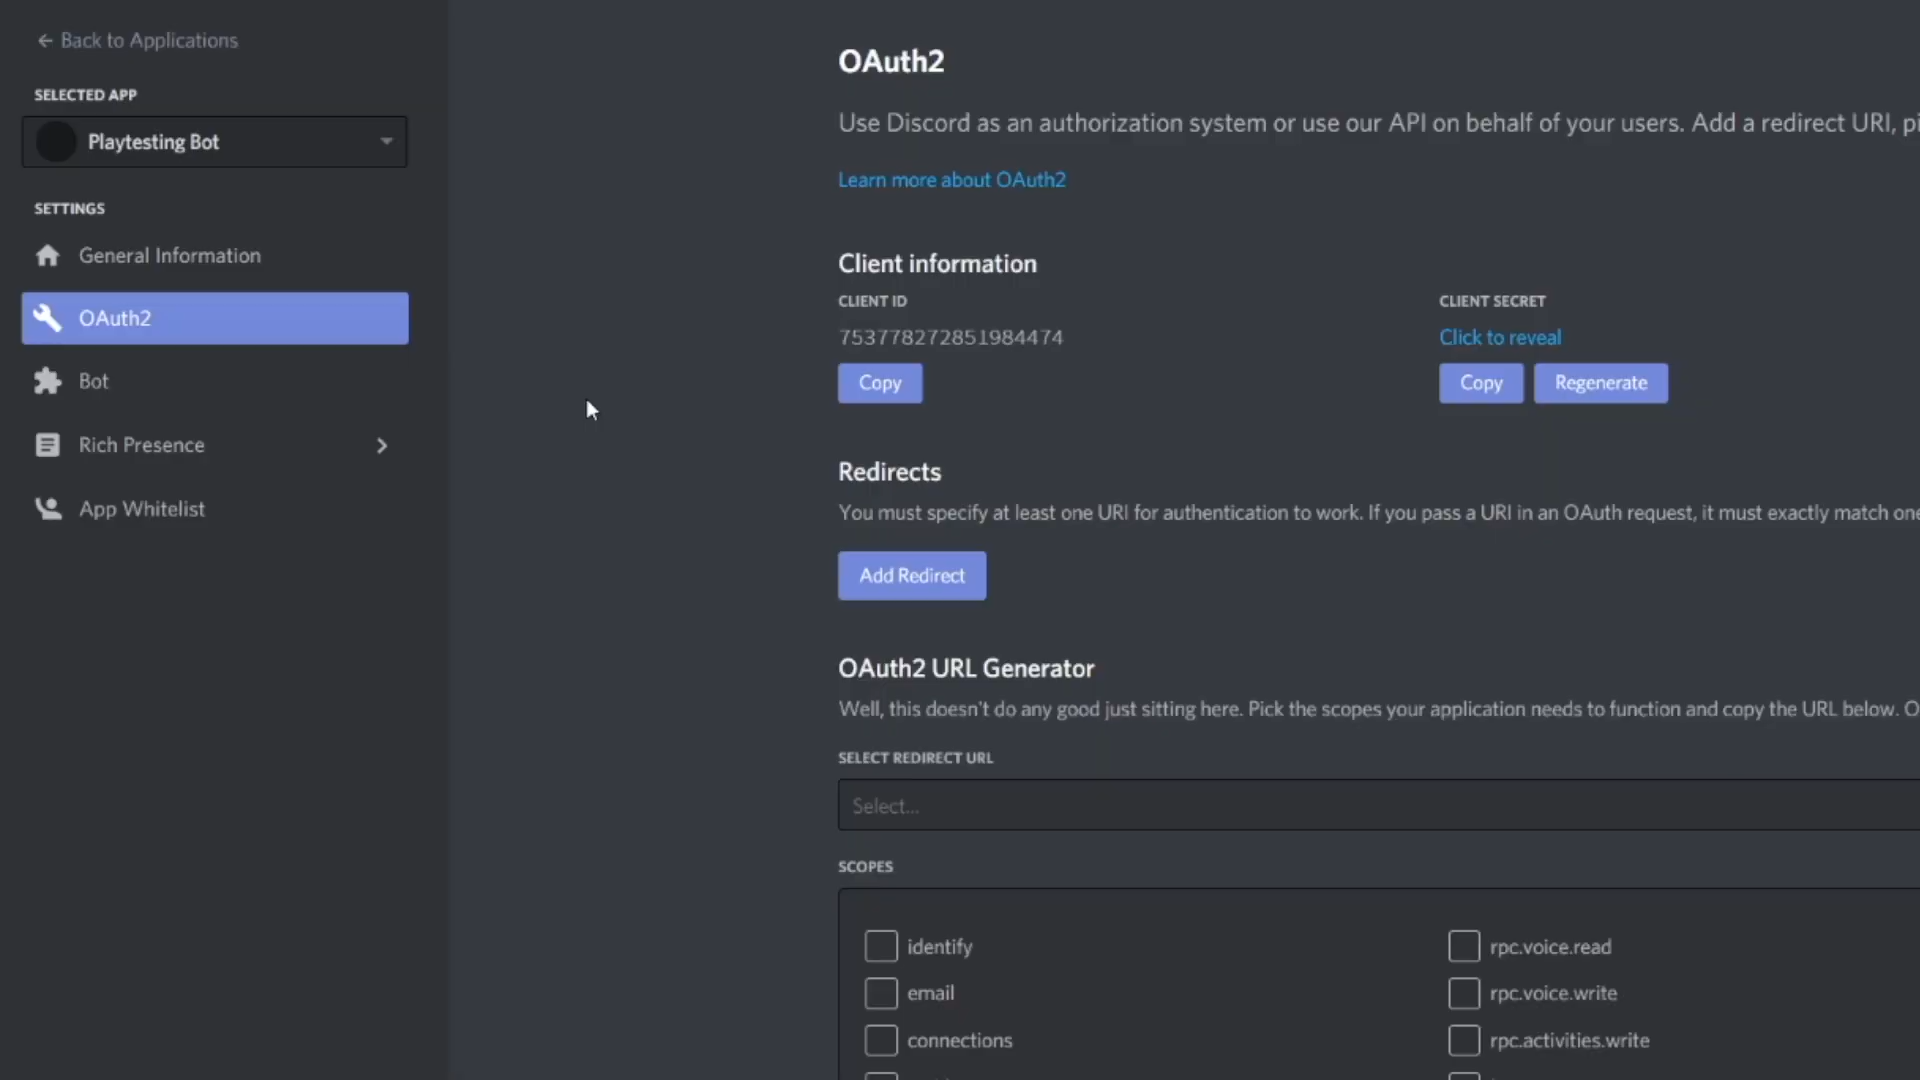 ← Back to Applications
SELECTED APP
Playtesting Bot
SETTINGS
General Information
OAuth2
Bot
Rich Presence
App Whitelist
OAuth2
Use Discord as an authorization system or use our API on behalf of your users. Add a redirect URI, pi
Learn more about OAuth2
Client information
CLIENT ID
753778272851984474
Copy
CLIENT SECRET
Click to reveal
Copy Regenerate
Redirects
You must specify at least one URI for authentication to work. If you pass a URI in an OAuth request, it must exactly match one
Add Redirect
OAuth2 URL Generator
Well, this doesn't do any good just sitting here. Pick the scopes your application needs to function and copy the URL below. O
SELECT REDIRECT URL
Select...
SCOPES
identify
email
connections
rpc.voice.read
rpc.voice.write
rpc.activities.write